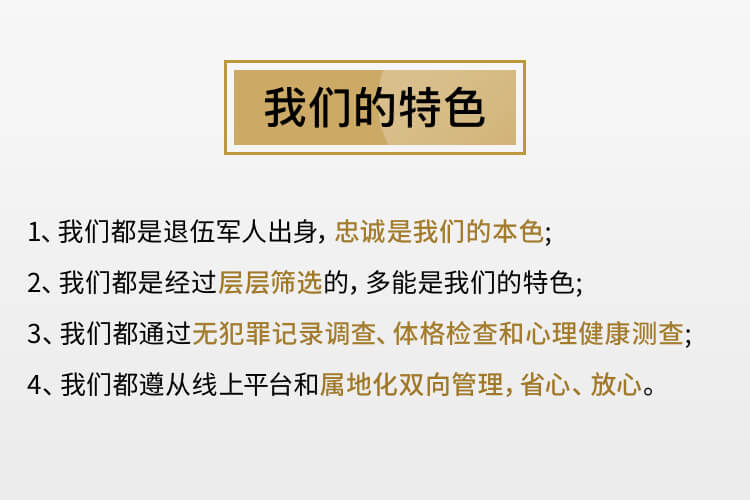 我们的特色
1、我们都是退伍军人出身，忠诚是我们的本色；
2、我们都是经过层层筛选的，多能是我们的特色；
3、我们都通过无犯罪记录调查、体格检查和心理健康测查；
4、我们都遵从线上平台和属地化双向管理，省心、放心。